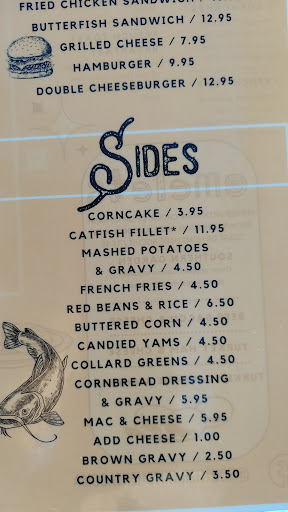 FRIED CHICKEN SANDWICH /
BUTTERFISH SANDWICH / 12.95
GRILLED CHEESE / 7.95
HAMBURGER / 9.95
DOUBLE CHEESEBURGER / 12.95
SIDES
CORNCAKE / 3.95
CATFISH FILLET* / 11.95
MASHED POTATOES
& GRAVY / 4.50
FRENCH FRIES / 4.50
RED BEANS & RICE / 6.50
BUTTERED CORN / 4.50
CANDIED YAMS / 4.50
COLLARD GREENS / 4.50
CORNBREAD DRESSING
& GRAVY / 5.95
MAC & CHEESE / 5.95
ADD CHEESE / 1.00
BROWN GRAVY / 2.50
COUNTRY GRAVY / 3.50